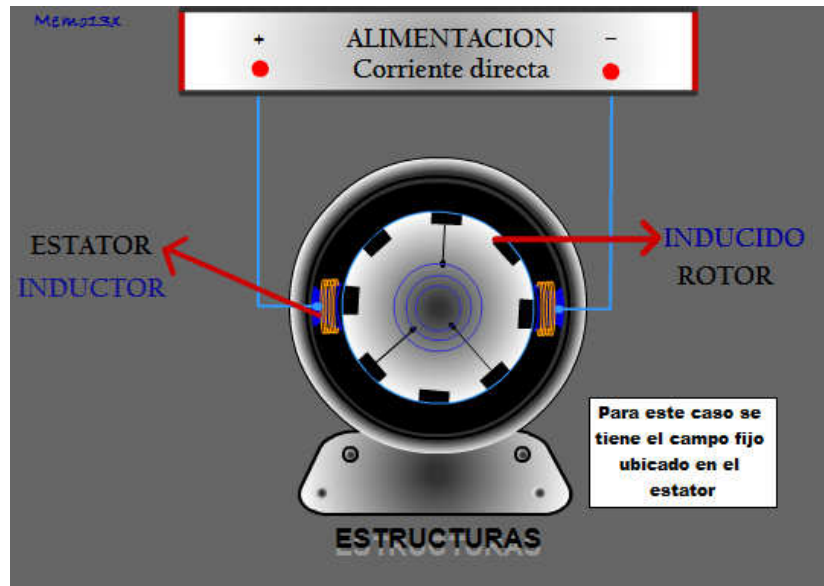 Memo13x
+ ALIMENTACION -
Corriente directa
ESTATOR
INDUCTOR
INDUCIDO
ROTOR
Para este caso se
tiene el campo fijo
ubicado en el
estator
ESTRUCTURAS